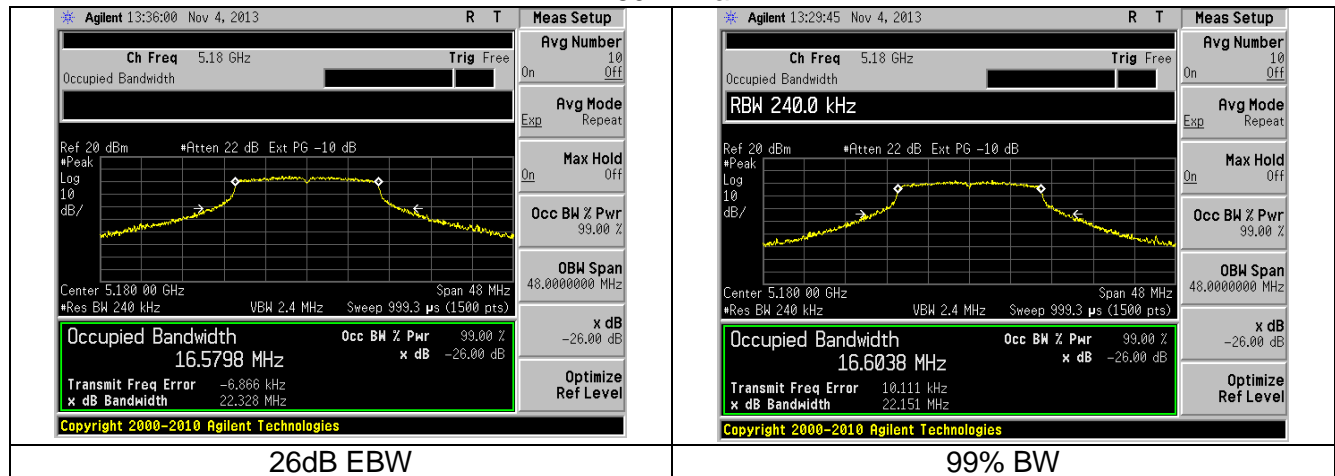 Agilent 13:36:00 Nov 4, 2013 R T
Meas Setup
Ch Freq 5.18 GHz Trig Free
Occupied Bandwidth
Avg Number
10
On Off
Avg Mode
Exp Repeat
Max Hold
On Off
Occ BW % Pwr
99.00 %
OBW Span
48.0000000 MHz
x dB
-26.00 dB
Optimize
Ref Level
Ref 20 dBm #Atten 22 dB Ext PG -10 dB
#Peak
Log
10
dB/
Center 5.180 00 GHz Span 48 MHz
#Res BW 240 kHz VBW 2.4 MHz Sweep 999.3 µs (1500 pts)
Occupied Bandwidth Occ BW % Pwr 99.00 %
16.5798 MHz x dB -26.00 dB
Transmit Freq Error -6.866 kHz
x dB Bandwidth 22.328 MHz
Copyright 2000-2010 Agilent Technologies
26dB EBW
Agilent 13:29:45 Nov 4, 2013 R T
Meas Setup
Ch Freq 5.18 GHz Trig Free
Occupied Bandwidth
RBW 240.0 kHz
Avg Number
10
On Off
Avg Mode
Exp Repeat
Max Hold
On Off
Occ BW % Pwr
99.00 %
OBW Span
48.0000000 MHz
x dB
-26.00 dB
Optimize
Ref Level
Ref 20 dBm #Atten 22 dB Ext PG -10 dB
#Peak
Log
10
dB/
Center 5.180 00 GHz Span 48 MHz
#Res BW 240 kHz VBW 2.4 MHz Sweep 999.3 µs (1500 pts)
Occupied Bandwidth Occ BW % Pwr 99.00 %
16.6038 MHz x dB -26.00 dB
Transmit Freq Error 10.111 kHz
x dB Bandwidth 22.151 MHz
Copyright 2000-2010 Agilent Technologies
99% BW